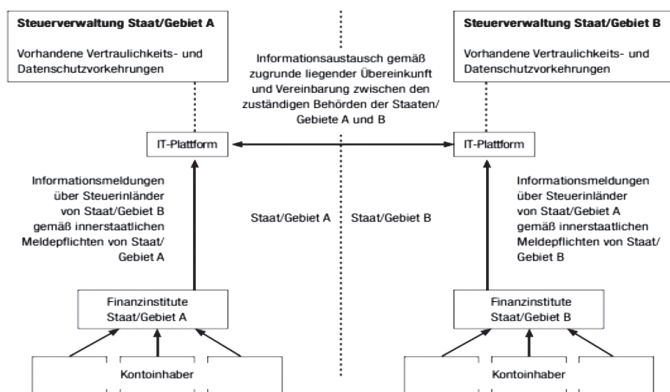 Steuerverwaltung Staat/Gebiet A
Vorhandene Vertraulichkeits- und
Datenschutzvorkehrungen
Informationsaustausch gemäß
zugrunde liegender Übereinkunft
und Vereinbarung zwischen den
zuständigen Behörden der Staaten/
Gebiete A und B
Steuerverwaltung Staat/Gebiet B
Vorhandene Vertraulichkeits- und
Datenschutzvorkehrungen
IT-Plattform
IT-Plattform
Informationsmeldungen
über Steuerinländer
von Staat/Gebiet B
gemäß innerstaatlichen
Meldepflichten von Staat/
Gebiet A
Staat/Gebiet A
Staat/Gebiet B
Informationsmeldungen
über Steuerinländer
von Staat/Gebiet A
gemäß innerstaatlichen
Meldepflichten von Staat/
Gebiet B
Finanzinstitute
Staat/Gebiet A
Finanzinstitute
Staat/Gebiet B
Kontoinhaber
Kontoinhaber